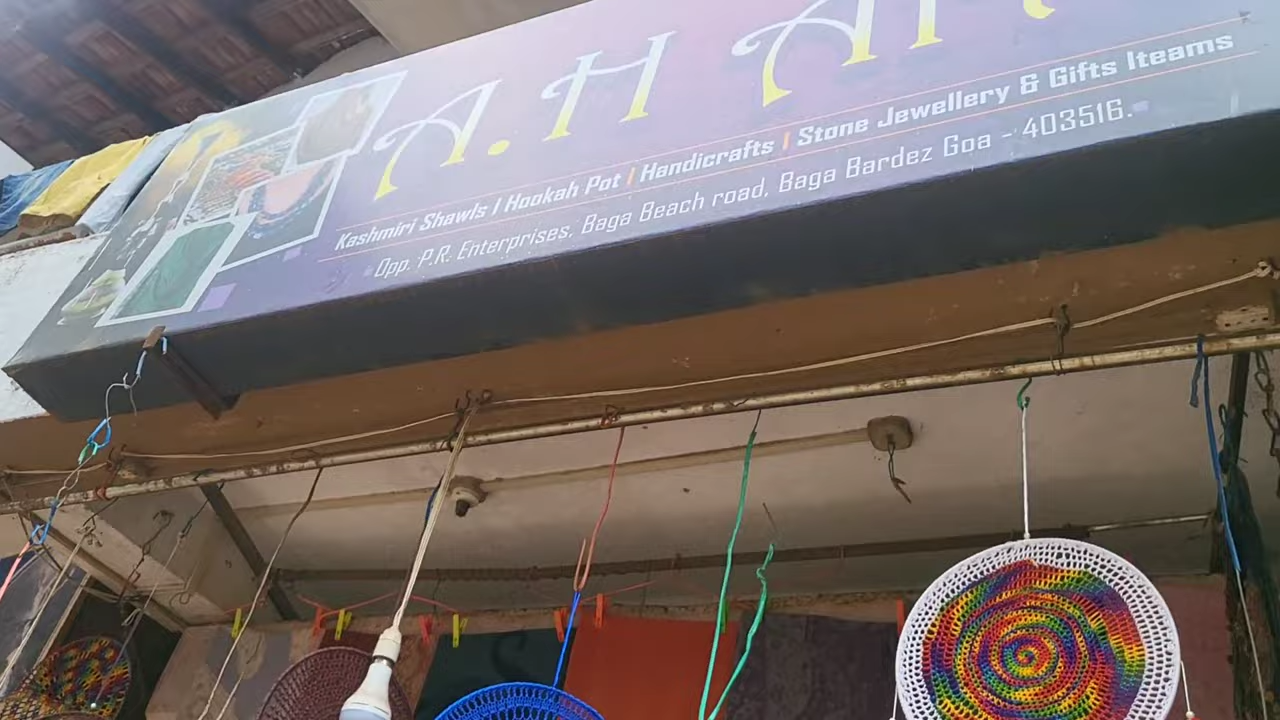 A.H
Kashmiri Shawls | Hookah Pot | Handicrafts | Stone Jewellery & Gifts Iteams
Opp. P.R. Enterprises, Baga Beach road, Baga Bardez Goa - 403516.